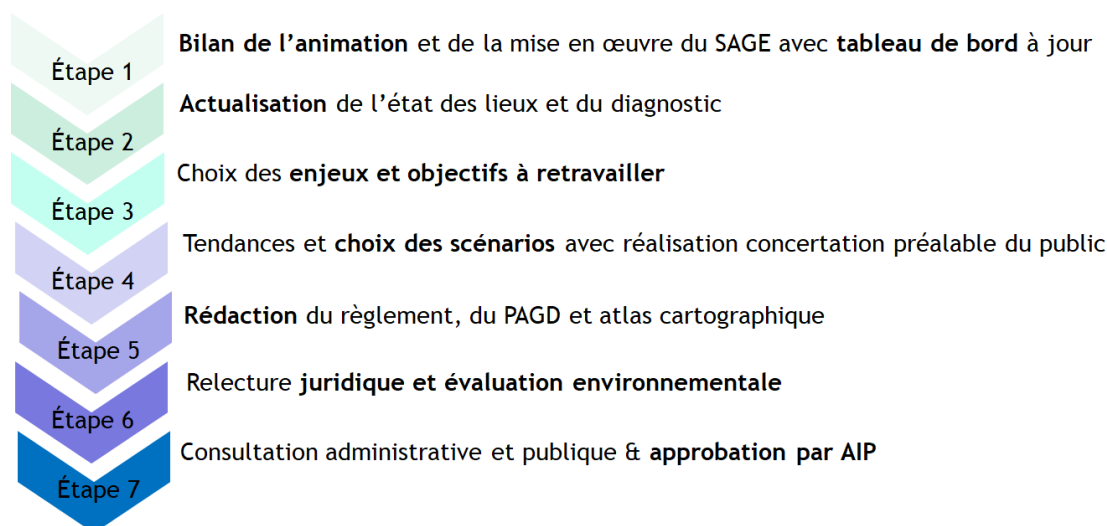 Bilan de l’animation et de la mise en œuvre du SAGE avec tableau de bord à jour
Étape 1
Actualisation de l’état des lieux et du diagnostic
Étape 2
Choix des enjeux et objectifs à retravailler
Étape 3
Tendances et choix des scénarios avec réalisation concertation préalable du public
Étape 4
Rédaction du règlement, du PAGD et atlas cartographique
Étape 5
Relecture juridique et évaluation environnementale
Étape 6
Consultation administrative et publique & approbation par AIP
Étape 7